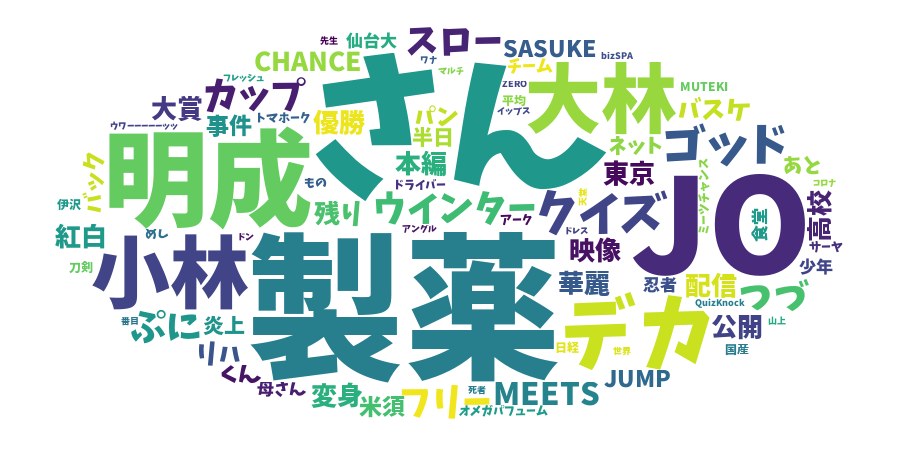 先生
仙台大
スロー
SASUKE
bizSPA
CHANCE
ワナ
マルチ
チーム
フレッシュ
カップ
ZERO
平均
イップス
大林
MUTEKI
大賞
事件
トマホーク
優勝
パン
半日
バスケ
ウワーーーーーッッ
明成
さん
ネット
ゴッド
バック
本編
東京
あと
コロナ
もの
ドライバー
ミーツチャンス
伊沢
残り
ウインター
アーク
クイズ
JO
食堂
高校
紅白
めし
ドン
アングル
ドレス
映像
サーヤ
刀剣
小林
製薬
華麗
忍者
配信
少年
QuizKnock
つづ
番目
ぷに
炎上
デカ
公開
山上
リハ
日経
世界
国産
くん
母さん
変身
米須
フリー
死者
オメガパフューム
MEETS
JUMP